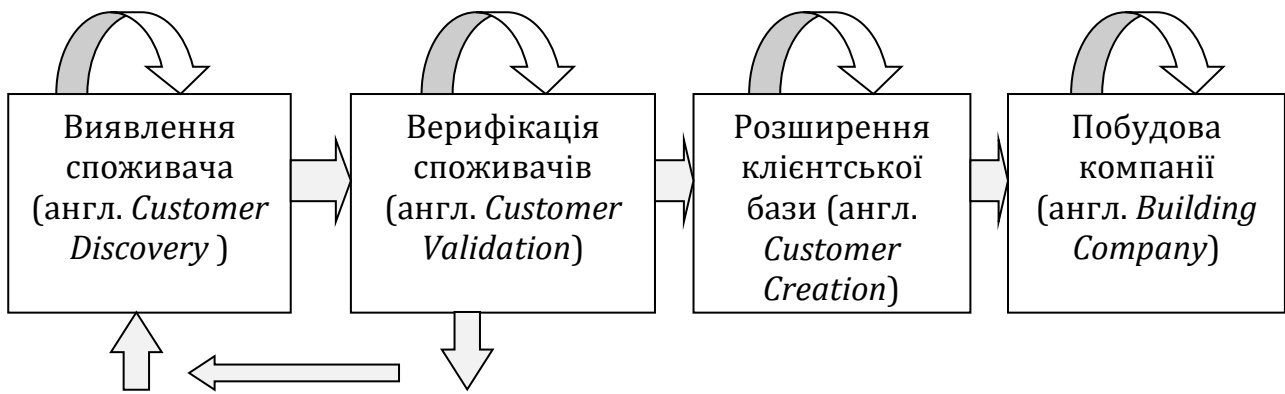 Виявлення
споживача
(англ. Customer
Discovery )
Верифікація
споживачів
(англ. Customer
Validation)
Розширення
клієнтської
бази (англ.
Customer
Creation)
Побудова
компанії
(англ. Building
Company)